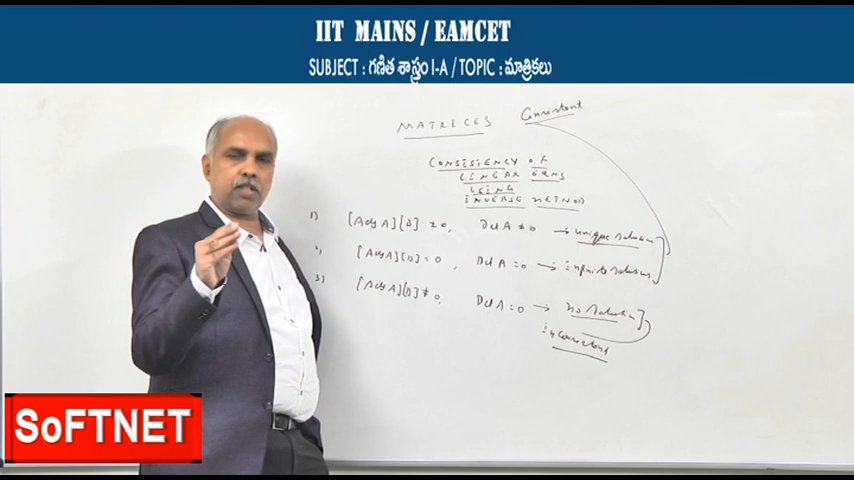 IIT MAINS / EAMCET
SUBJECT : గణిత శాస్త్రం I-A / TOPIC : మాత్రికలు
MATRICES Consistent
CONSISIENCY OF
LINEAR EQNS
USING
INVERSE METHOD
1) [Adj A][D] ≠0, Det A ≠0 → unique solution
2, [Adj A][D] =0, Det A =0 → infinite solutions
3) [Adj A][D] ≠ 0, Det A =0 → no solution
inconsistent
SoFTNET